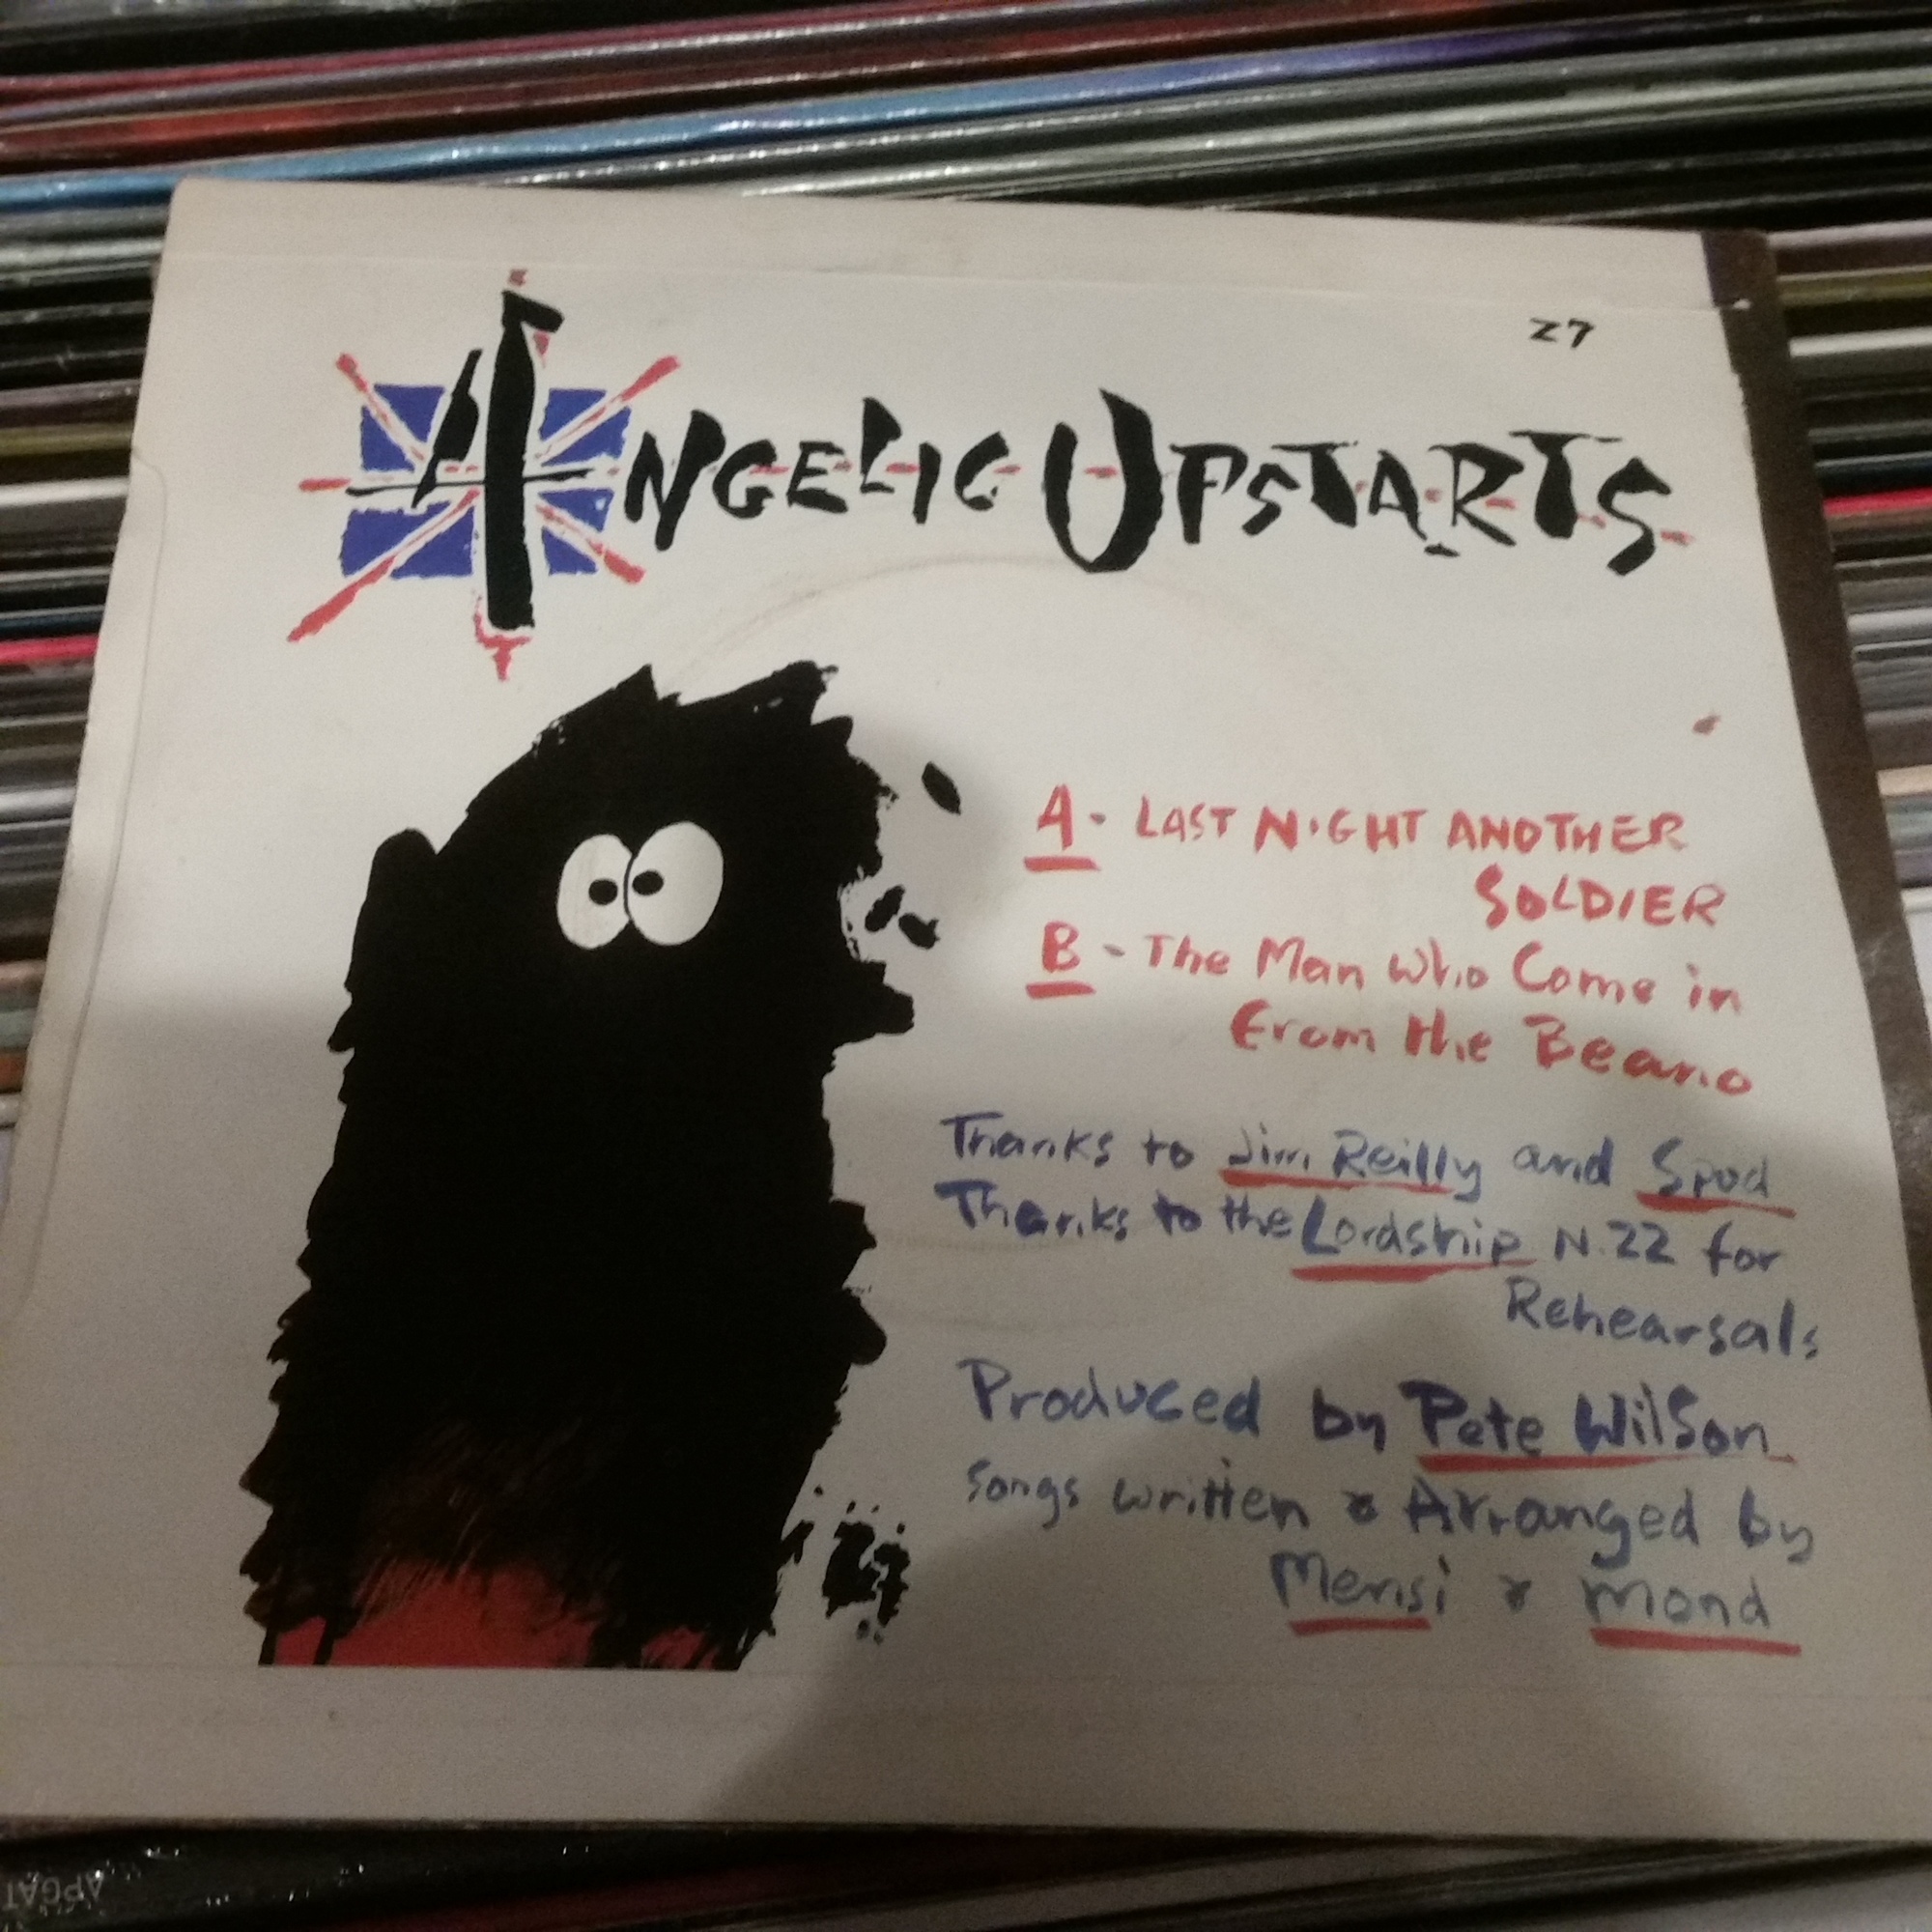 Z7
ANGELIC UPSTARTS
A - LAST NIGHT ANOTHER
SOLDIER
B - The Man Who Come in
From the Beano
Thanks to Jim Reilly and Spod
Thanks to the Lordship N.22 for
Rehearsals
Produced by Pete Wilson
Songs written & Arranged by
Mensi & Mond
APGAT